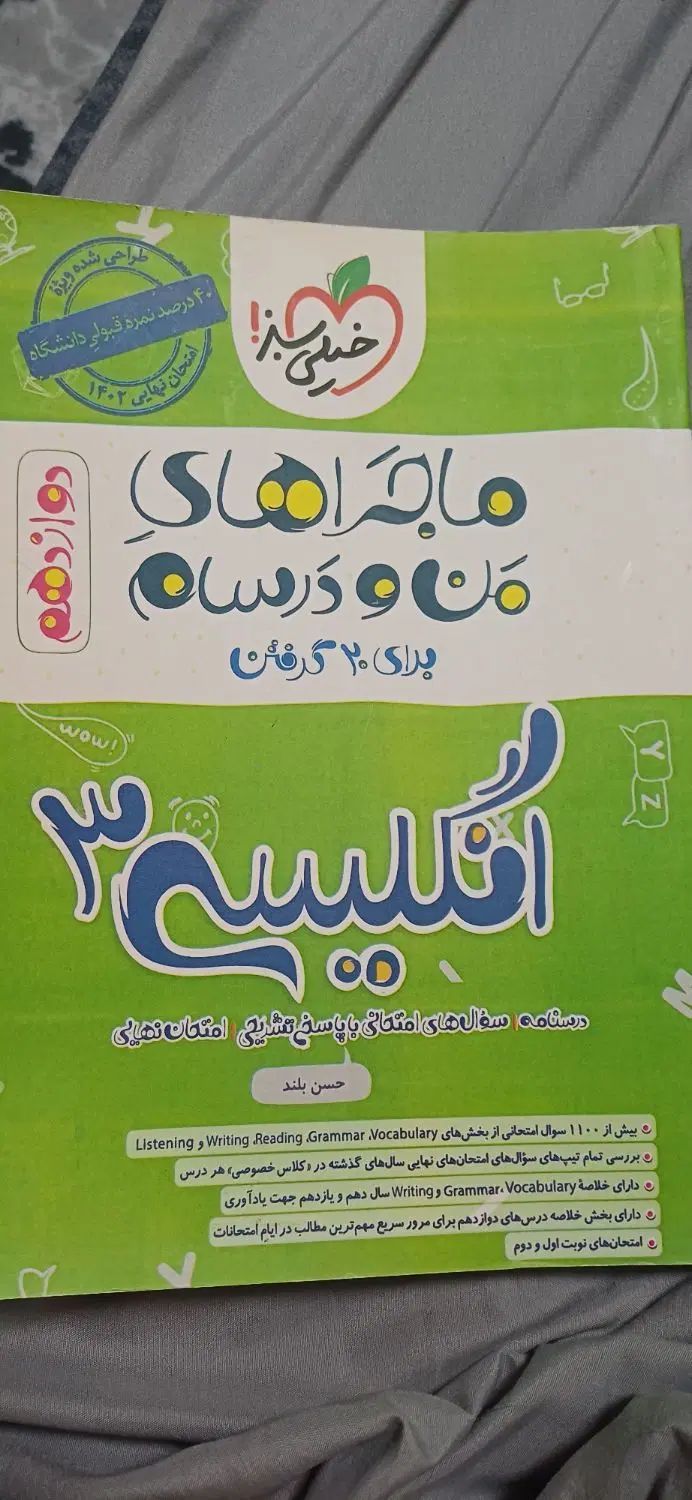 خیلی سبز!
طراحی شده ویژهٔ
۴۰ درصد نمره قبولی دانشگاه
امتحان نهایی ۱۴۰۲
ماجراهای
من و درسام
برای ۲۰ گرفتن
دوازدهم
WOW!
Y
Z
X
انگلیسی ۳
M
درسنامه | سؤال‌های امتحانی با پاسخ تشریحی | امتحان نهایی
حسن بلند
بیش از ۱۱۰۰ سوال امتحانی از بخش‌های Vocabulary، Grammar، Reading، Writing و Listening
بررسی تمام تیپ‌های سؤال‌های امتحان‌های نهایی سال‌های گذشته در «کلاس خصوصی» هر درس
دارای خلاصهٔ Vocabulary، Grammar و Writing سال دهم و یازدهم جهت یادآوری
دارای بخش خلاصه درس‌های دوازدهم برای مرور سریع مهم‌ترین مطالب در ایام امتحانات
امتحان‌های نوبت اول و دوم